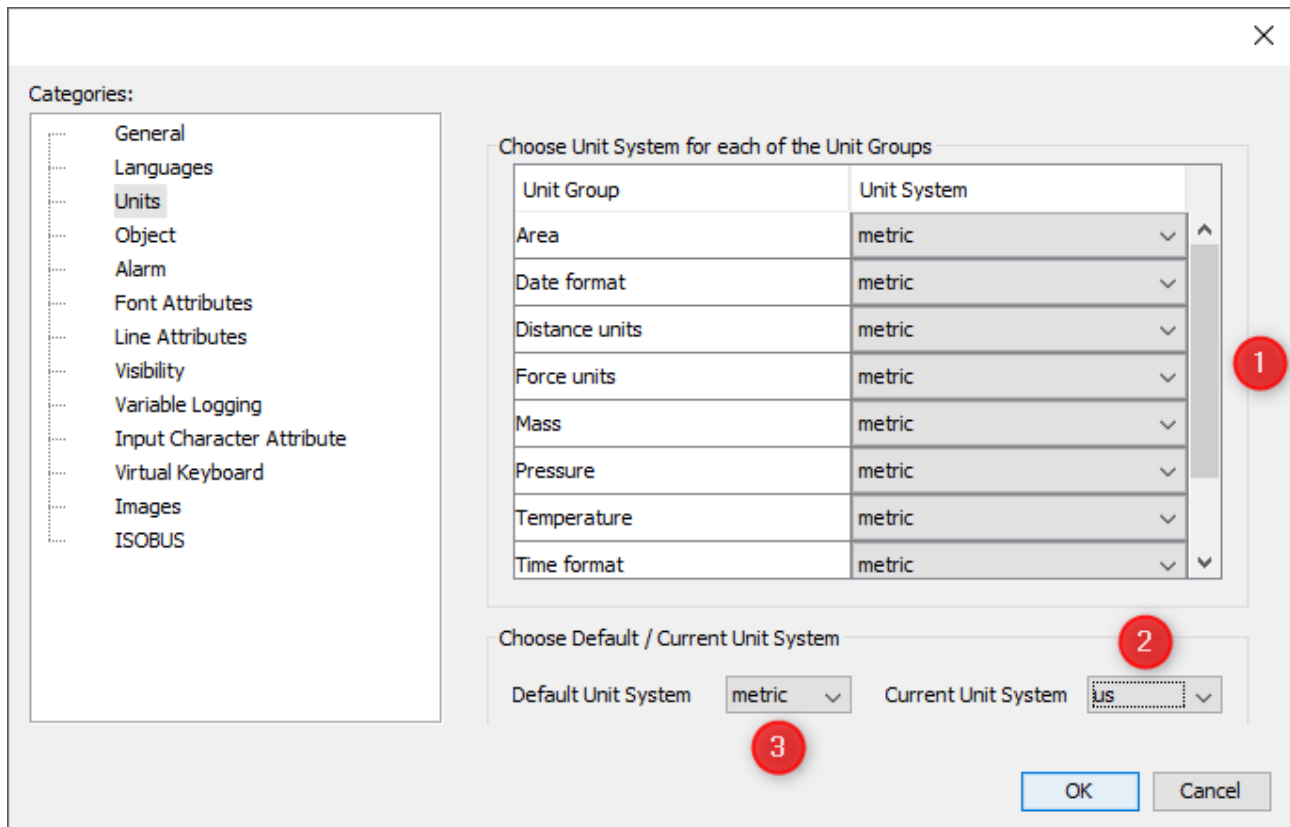 Categories:
General
Languages
Units
Object
Alarm
Font Attributes
Line Attributes
Visibility
Variable Logging
Input Character Attribute
Virtual Keyboard
Images
ISOBUS
Choose Unit System for each of the Unit Groups
Unit Group Unit System
Area metric
Date format metric
Distance units metric
Force units metric
Mass metric
Pressure metric
Temperature metric
Time format metric
1
Choose Default / Current Unit System
2
Default Unit System metric Current Unit System us
3
OK Cancel